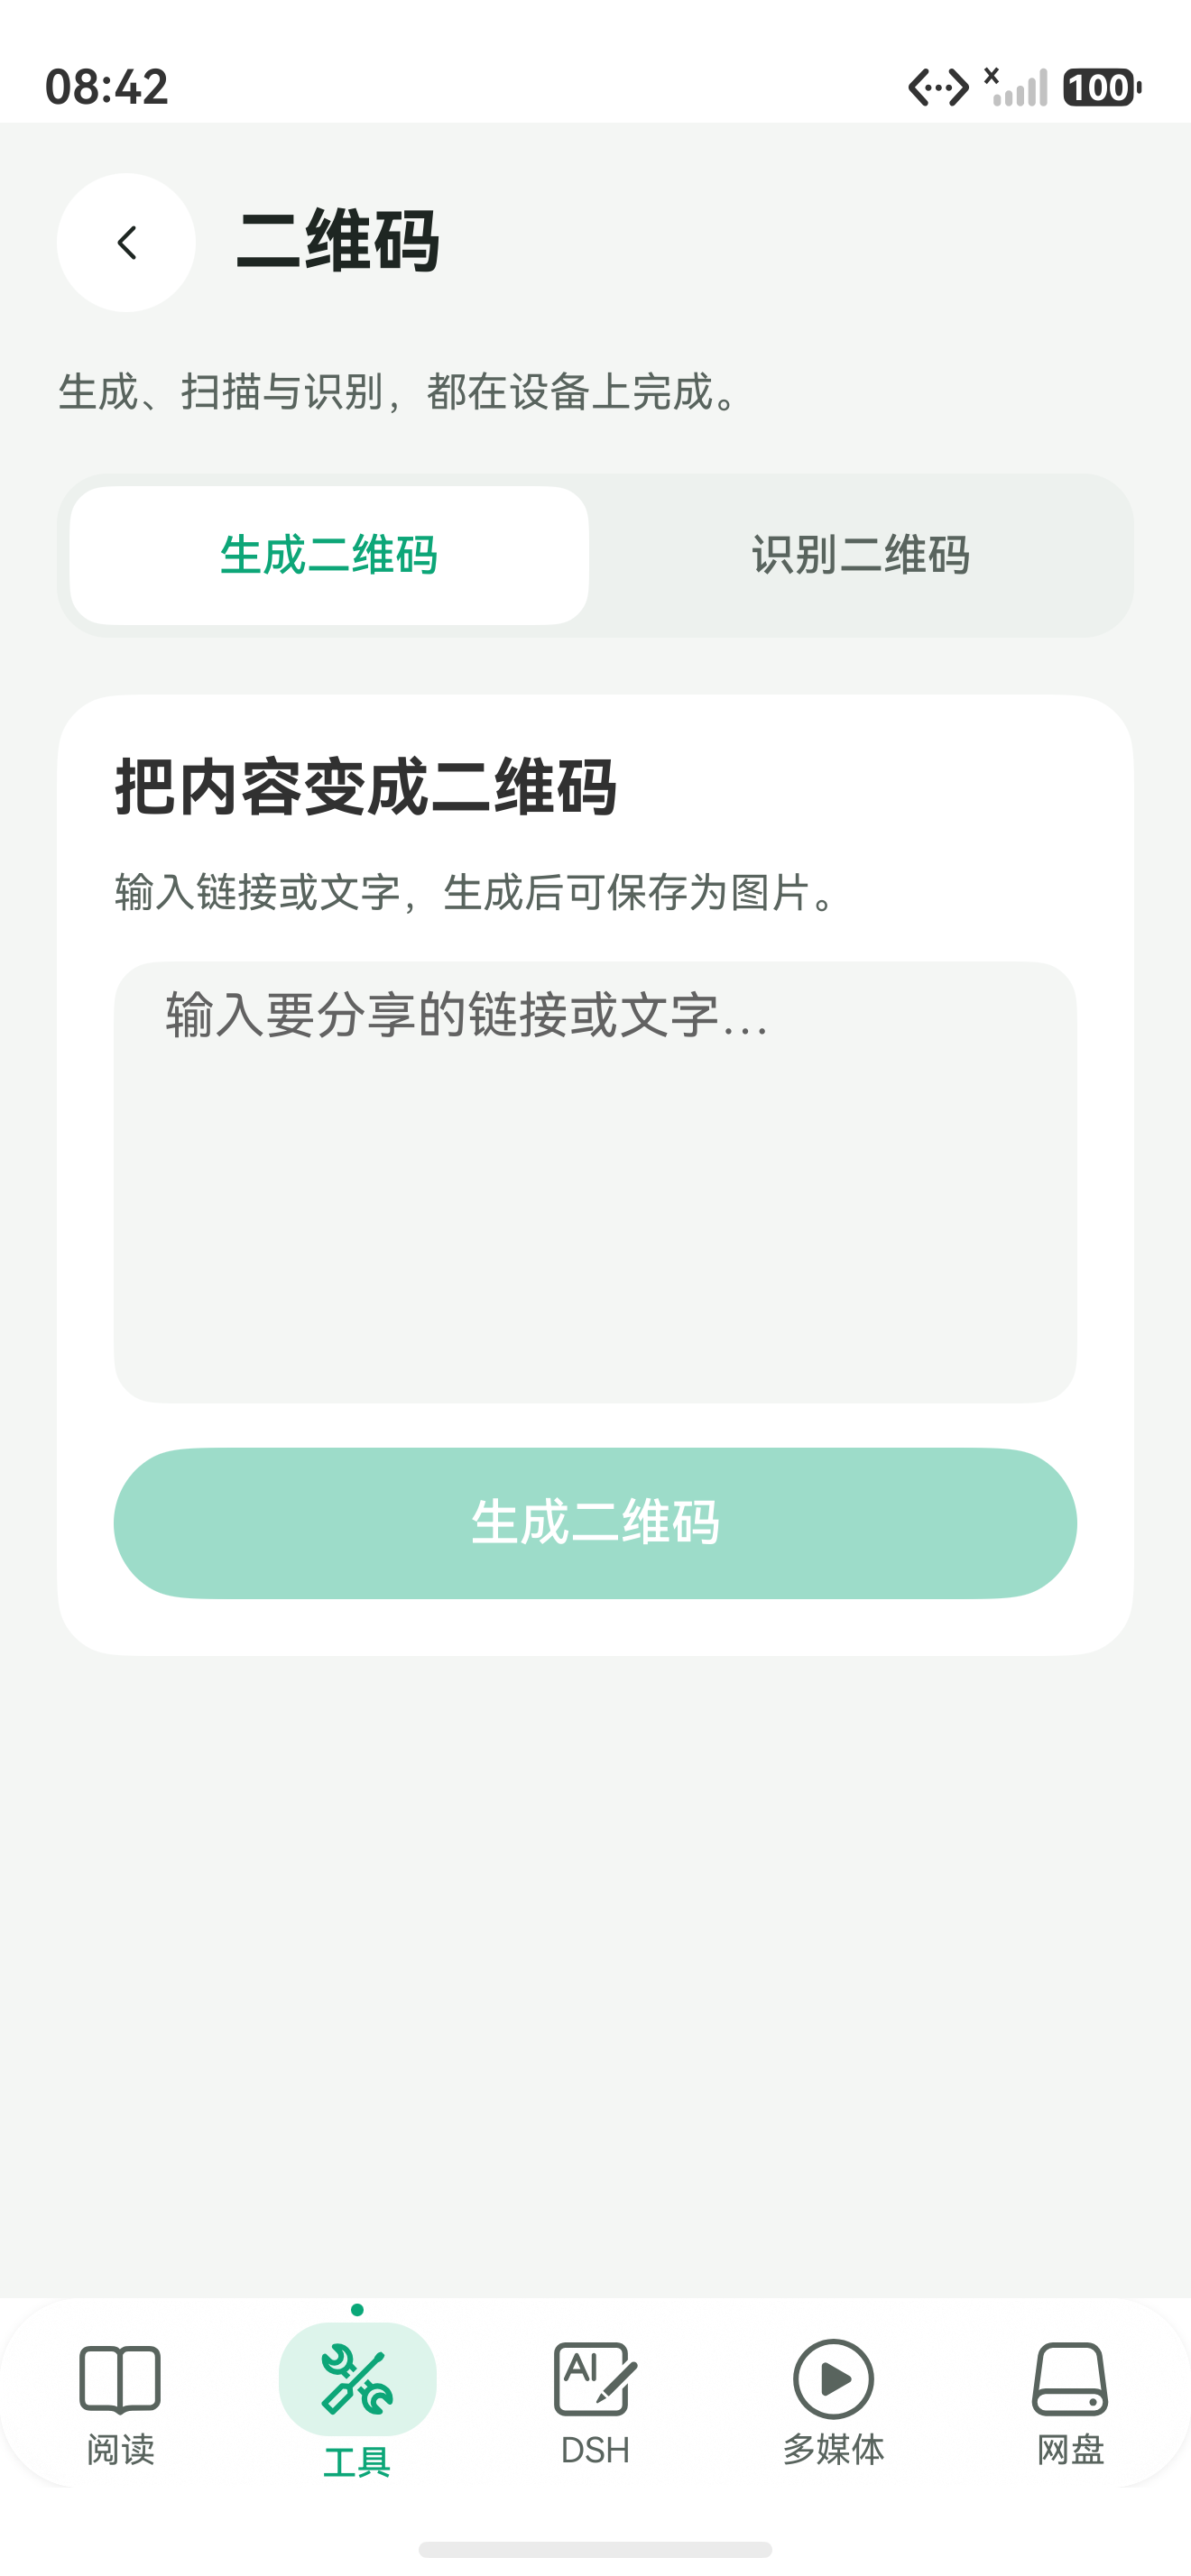 08:42
100
二维码
生成、扫描与识别，都在设备上完成。
生成二维码
识别二维码
把内容变成二维码
输入链接或文字，生成后可保存为图片。
输入要分享的链接或文字...
生成二维码
阅读
工具
DSH
多媒体
网盘